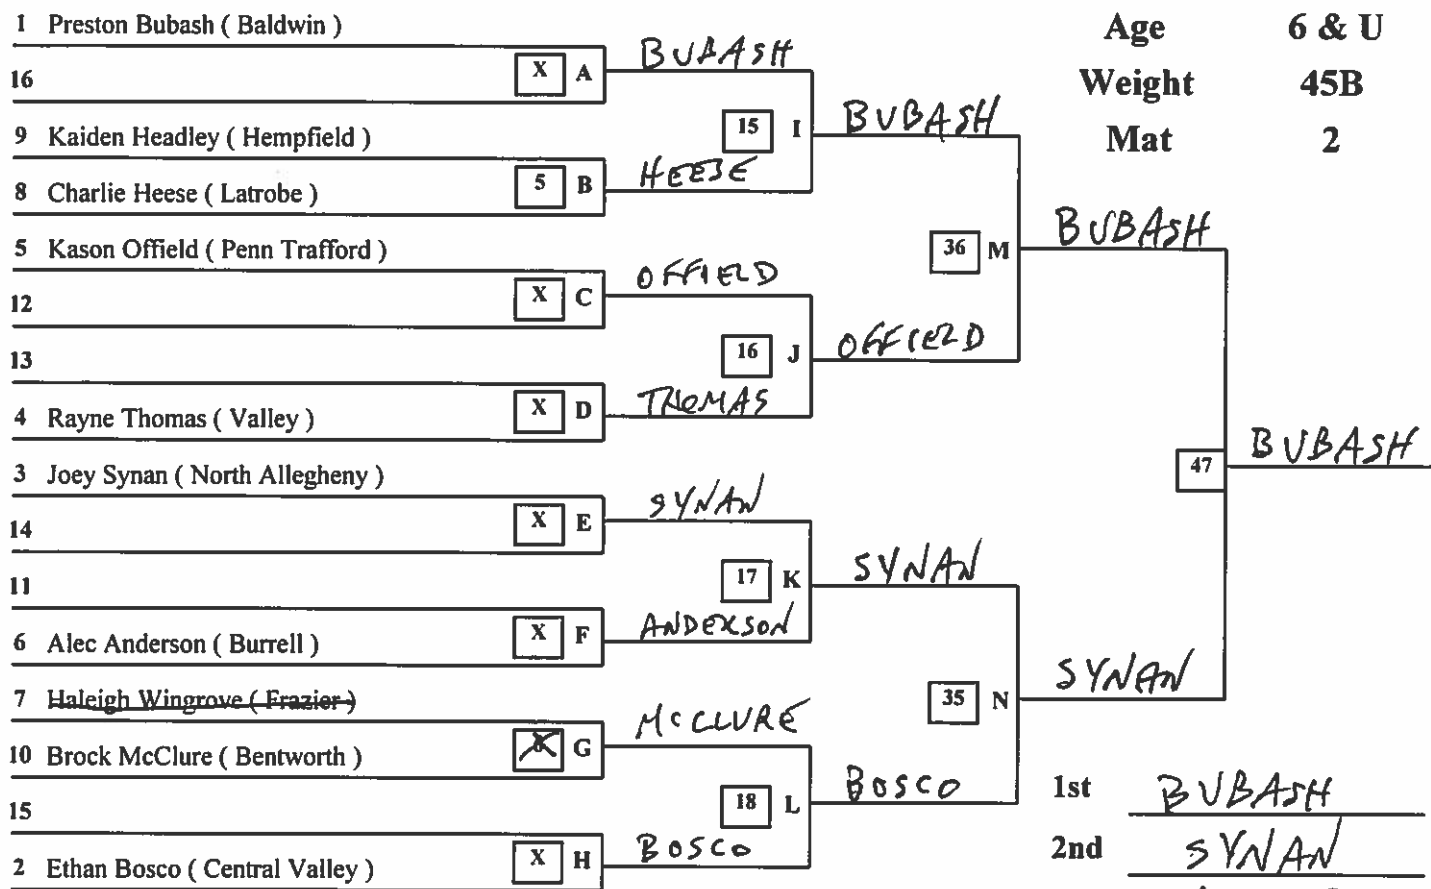 1 Preston Bubash ( Baldwin )
Age 6 & U
X A BUBASH
16
Weight 45B
15 I BUBASH
9 Kaiden Headley ( Hempfield )
Mat 2
5 B HEESE
8 Charlie Heese ( Latrobe )
BUBASH
5 Kason Offield ( Penn Trafford )
36 M
X C OFFIELD
12
16 J OFFIELD
13
X D THOMAS
4 Rayne Thomas ( Valley )
47 BUBASH
3 Joey Synan ( North Allegheny )
X E SYNAN
14
17 K SYNAN
11
X F ANDERSON
6 Alec Anderson ( Burrell )
SYNAN
7 Haleigh Wingrove ( Frazier )
35 N
X G McCLURE
10 Brock McClure ( Bentworth )
18 L BOSCO
1st BUBASH
15
2nd SYNAN
X H BOSCO
2 Ethan Bosco ( Central Valley )